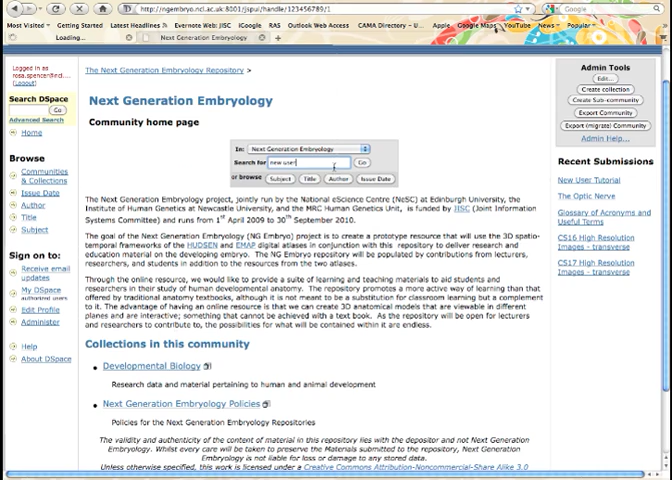 http://ngembryo.ncl.ac.uk:8001/jspui/handle/123456789/1
Google
Most Visited
Getting Started
Latest Headlines
Evernote Web: JISC
iGoogle
RAS
Outlook Web Access
CAMA Directory - U...
Apple
Google Maps
YouTube
News
Popular
Loading...
Next Generation Embryology
Logged in as
rosa.spencer@ncl...
(Logout)
Search DSpace
Go
Advanced Search
Home
Browse
Communities
& Collections
Issue Date
Author
Title
Subject
Sign on to:
Receive email
updates
My DSpace
authorized users
Edit Profile
Administer
Help
About DSpace
The Next Generation Embryology Repository >
Next Generation Embryology
Community home page
In: Next Generation Embryology
Search for new user Go
or browse Subject Title Author Issue Date
The Next Generation Embryology project, jointly run by the National eScience Centre (NeSC) at Edinburgh University, the
Institute of Human Genetics at Newcastle University, and the MRC Human Genetics Unit, is funded by JISC (Joint Information
Systems Committee) and runs from 1st April 2009 to 30th September 2010.
The goal of the Next Generation Embryology (NG Embryo) project is to create a prototype resource that will use the 3D spatio-
temporal frameworks of the HUDSEN and EMAP digital atlases in conjunction with this repository to deliver research and
education material on the developing embryo. The NG Embryo repository will be populated by contributions from lecturers,
researchers, and students in addition to the resources from the two atlases.
Through the online resource, we would like to provide a suite of learning and teaching materials to aid students and
researchers in their study of human developmental anatomy. The repository promotes a more active way of learning than that
offered by traditional anatomy textbooks, although it is not meant to be a substitution for classroom learning but a complement
to it. The advantage of having an online resource is that we can create 3D anatomical models that are viewable in different
planes and are interactive; something that cannot be achieved with a text book. As the repository will be open for lecturers
and researchers to contribute to, the possibilities for what will be contained within it are endless.
Collections in this community
Developmental Biology
Research data and material pertaining to human and animal development
Next Generation Embryology Policies
Policies for the Next Generation Embryology Repositories
The validity and authenticity of the content of material in this repository lies with the depositor and not Next Generation
Embryology. Whilst every care will be taken to preserve the Materials submitted to the repository, Next Generation
Embryology is not liable for loss or damage to any stored data.
Unless otherwise specified, this work is licensed under a Creative Commons Attribution-Noncommercial-Share Alike 3.0
Admin Tools
Edit...
Create collection
Create Sub-community
Export Community
Export (migrate) Community
Admin Help...
Recent Submissions
New User Tutorial
The Optic Nerve
Glossary of Acronyms and
Useful Terms
CS16 High Resolution
Images - transverse
CS17 High Resolution
Images - transverse